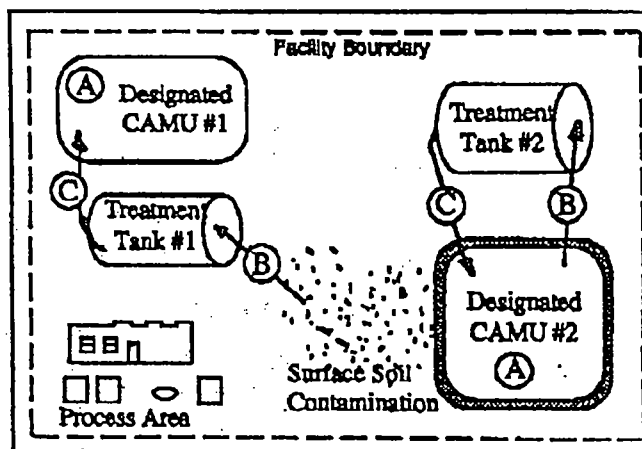 Facility Boundary
A
Designated
CAMU #1
C
Treatment
Tank #1
B
Treatment
Tank #2
C
B
Designated
CAMU #2
A
Surface Soil
Contamination
Process Area